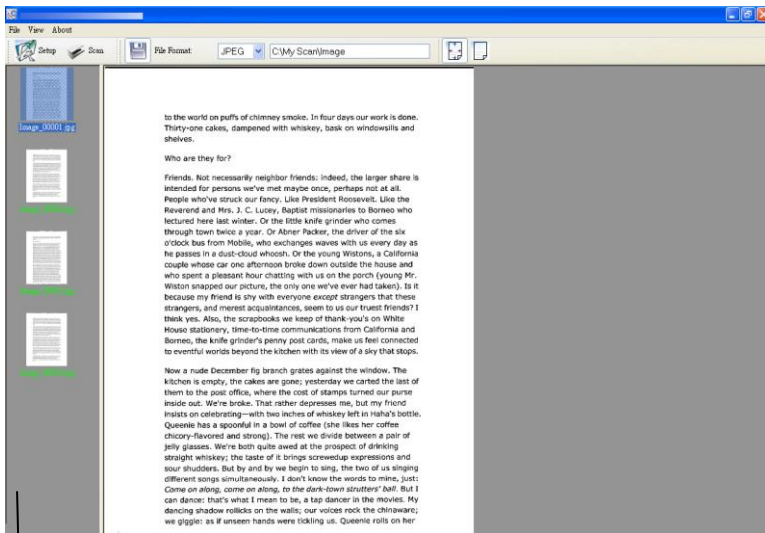 File View About
Setup Scan File Format JPEG C:\My Scan\Image
Image_00001.jpg
to the world on puffs of chimney smoke. In four days our work is done.
Thirty-one cakes, dampened with whiskey, bask on windowsills and
shelves.
Who are they for?
Friends. Not necessarily neighbor friends: indeed, the larger share is
intended for persons we've met maybe once, perhaps not at all.
People who've struck our fancy. Like President Roosevelt. Like the
Reverend and Mrs. J. C. Lucey, Baptist missionaries to Borneo who
lectured here last winter. Or the little knife grinder who comes
through town twice a year. Or Abner Packer, the driver of the six
o'clock bus from Mobile, who exchanges waves with us every day as
he passes in a dust-cloud whoosh. Or the young Wistons, a California
couple whose car one afternoon broke down outside the house and
who spent a pleasant hour chatting with us on the porch (young Mr.
Wiston snapped our picture, the only one we've ever had taken). Is it
because my friend is shy with everyone except strangers that these
strangers, and merest acquaintances, seem to us our truest friends? I
think yes. Also, the scrapbooks we keep of thank-you's on White
House stationery, time-to-time communications from California and
Borneo, the knife grinder's penny post cards, make us feel connected
to eventful worlds beyond the kitchen with its view of a sky that stops.
Now a nude December fig branch grates against the window. The
kitchen is empty, the cakes are gone; yesterday we carted the last of
them to the post office, where the cost of stamps turned our purse
inside out. We're broke. That rather depresses me, but my friend
insists on celebrating—with two inches of whiskey left in Haha's bottle.
Queenie has a spoonful in a bowl of coffee (she likes her coffee
chicory-flavored and strong). The rest we divide between a pair of
jelly glasses. We're both quite awed at the prospect of drinking
straight whiskey; the taste of it brings screwedup expressions and
sour shudders. But by and by we begin to sing, the two of us singing
different songs simultaneously. I don't know the words to mine, just:
Come on along, come on along, to the dark-town strutters' ball. But I
can dance: that's what I mean to be, a tap dancer in the movies. My
dancing shadow rollicks on the walls; our voices rock the chinaware;
we giggle: as if unseen hands were tickling us. Queenie rolls on her